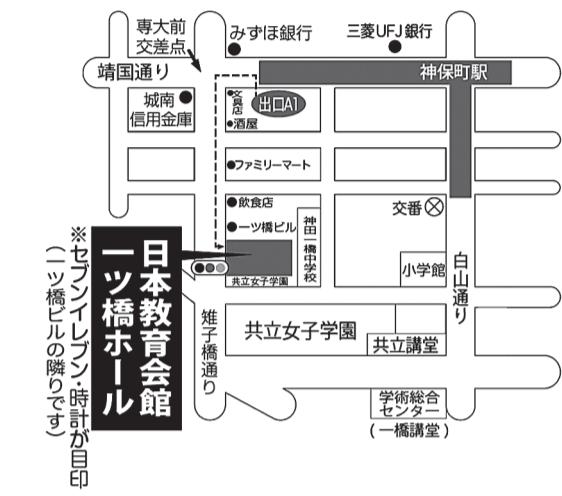 専大前
交差点
みずほ銀行
三菱UFJ銀行
靖国通り
神保町駅
城南
信用金庫
文具店
出口A1
酒屋
ファミリーマート
飲食店
一ツ橋ビル
神田一橋中学校
交番
小学館
白山通り
共立女子学園
雉子橋通り
共立女子学園
共立講堂
学術総合
センター
(一橋講堂)
日本教育会館
一ツ橋ホール
※セブンイレブン・時計が目印
(一ツ橋ビルの隣りです)